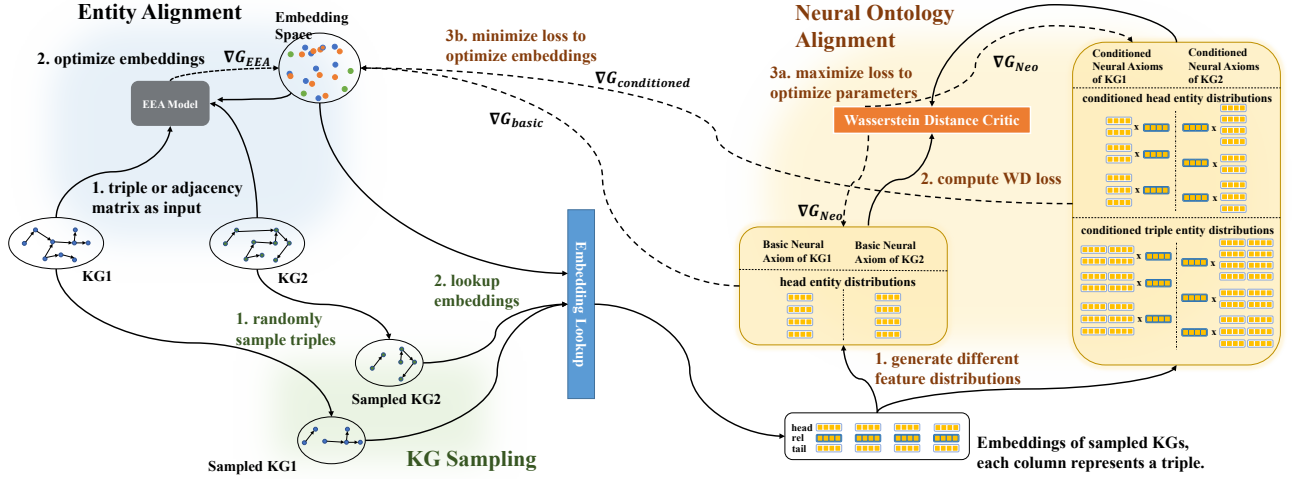 Entity Alignment
Embedding
Space
2. optimize embeddings
∇G_EEA
EEA Model
1. triple or adjacency
matrix as input
KG1
KG2
3b. minimize loss to
optimize embeddings
∇G_conditioned
∇G_basic
1. randomly
sample triples
2. lookup
embeddings
Sampled KG2
Sampled KG1
KG Sampling
Embedding Lookup
Neural Ontology
Alignment
3a. maximize loss to
optimize parameters
∇G_Neo
Wasserstein Distance Critic
2. compute WD loss
∇G_Neo
Basic Neural
Axiom of KG1
Basic Neural
Axiom of KG2
head entity distributions
1. generate different
feature distributions
Conditioned
Neural Axioms
of KG1
Conditioned
Neural Axioms
of KG2
conditioned head entity distributions
x x
x x
x x
conditioned triple entity distributions
x x
x x
x x
head
rel
tail
Embeddings of sampled KGs,
each column represents a triple.